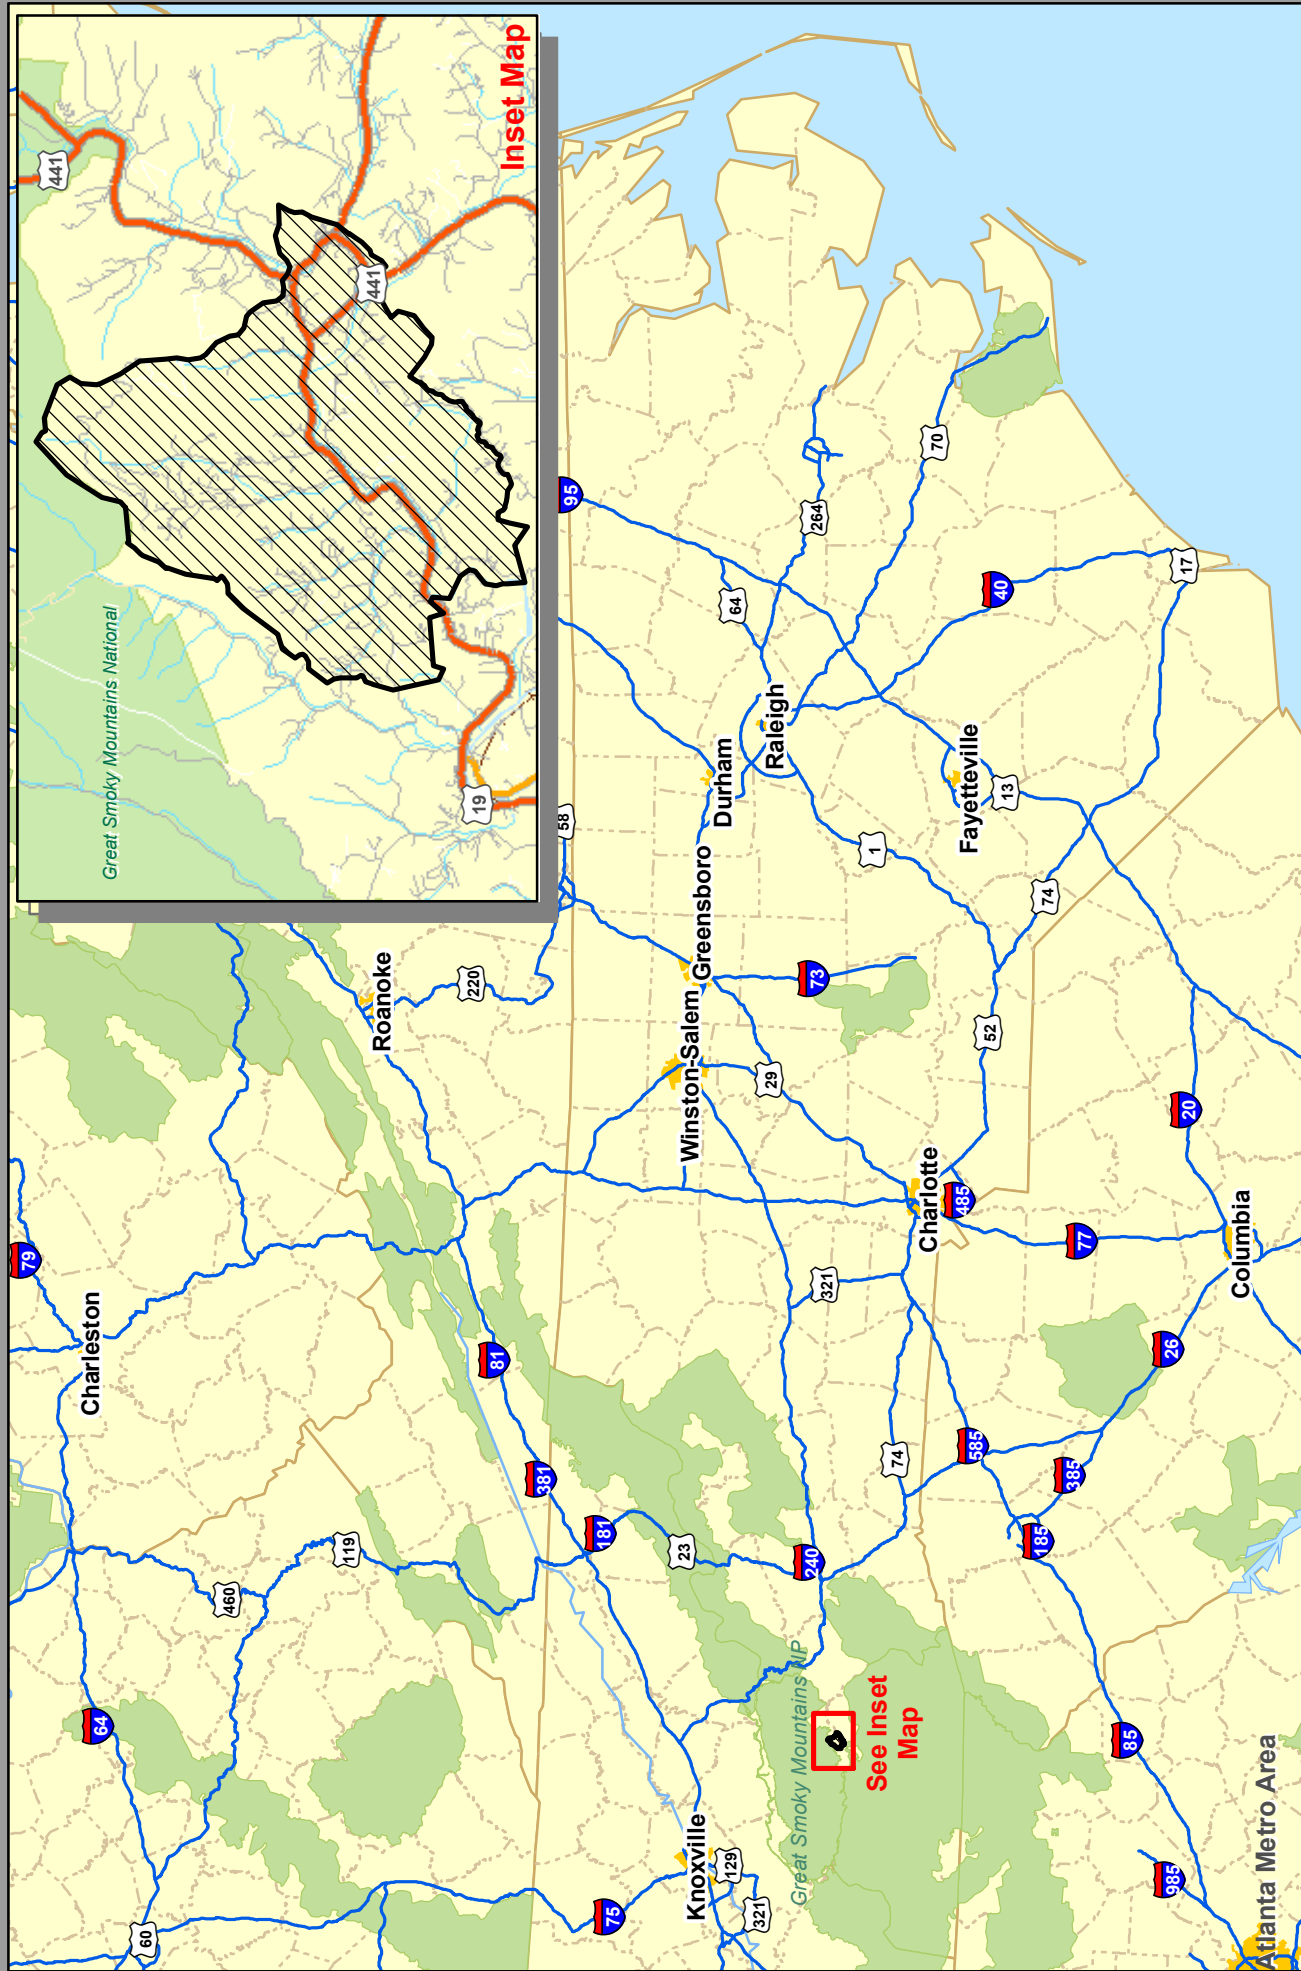 Inset Map
441
441
19
Great Smoky Mountains National
79
Charleston
64
60
460
119
Roanoke
220
58
95
81
381
181
23
240
75
Knoxville
129
321
Great Smoky Mountains NP
See Inset
Map
Winston-Salem
Greensboro
Durham
Raleigh
64
264
70
40
17
29
73
1
Fayetteville
13
74
52
Charlotte
485
321
74
77
20
Columbia
26
585
385
185
85
985
Atlanta Metro Area